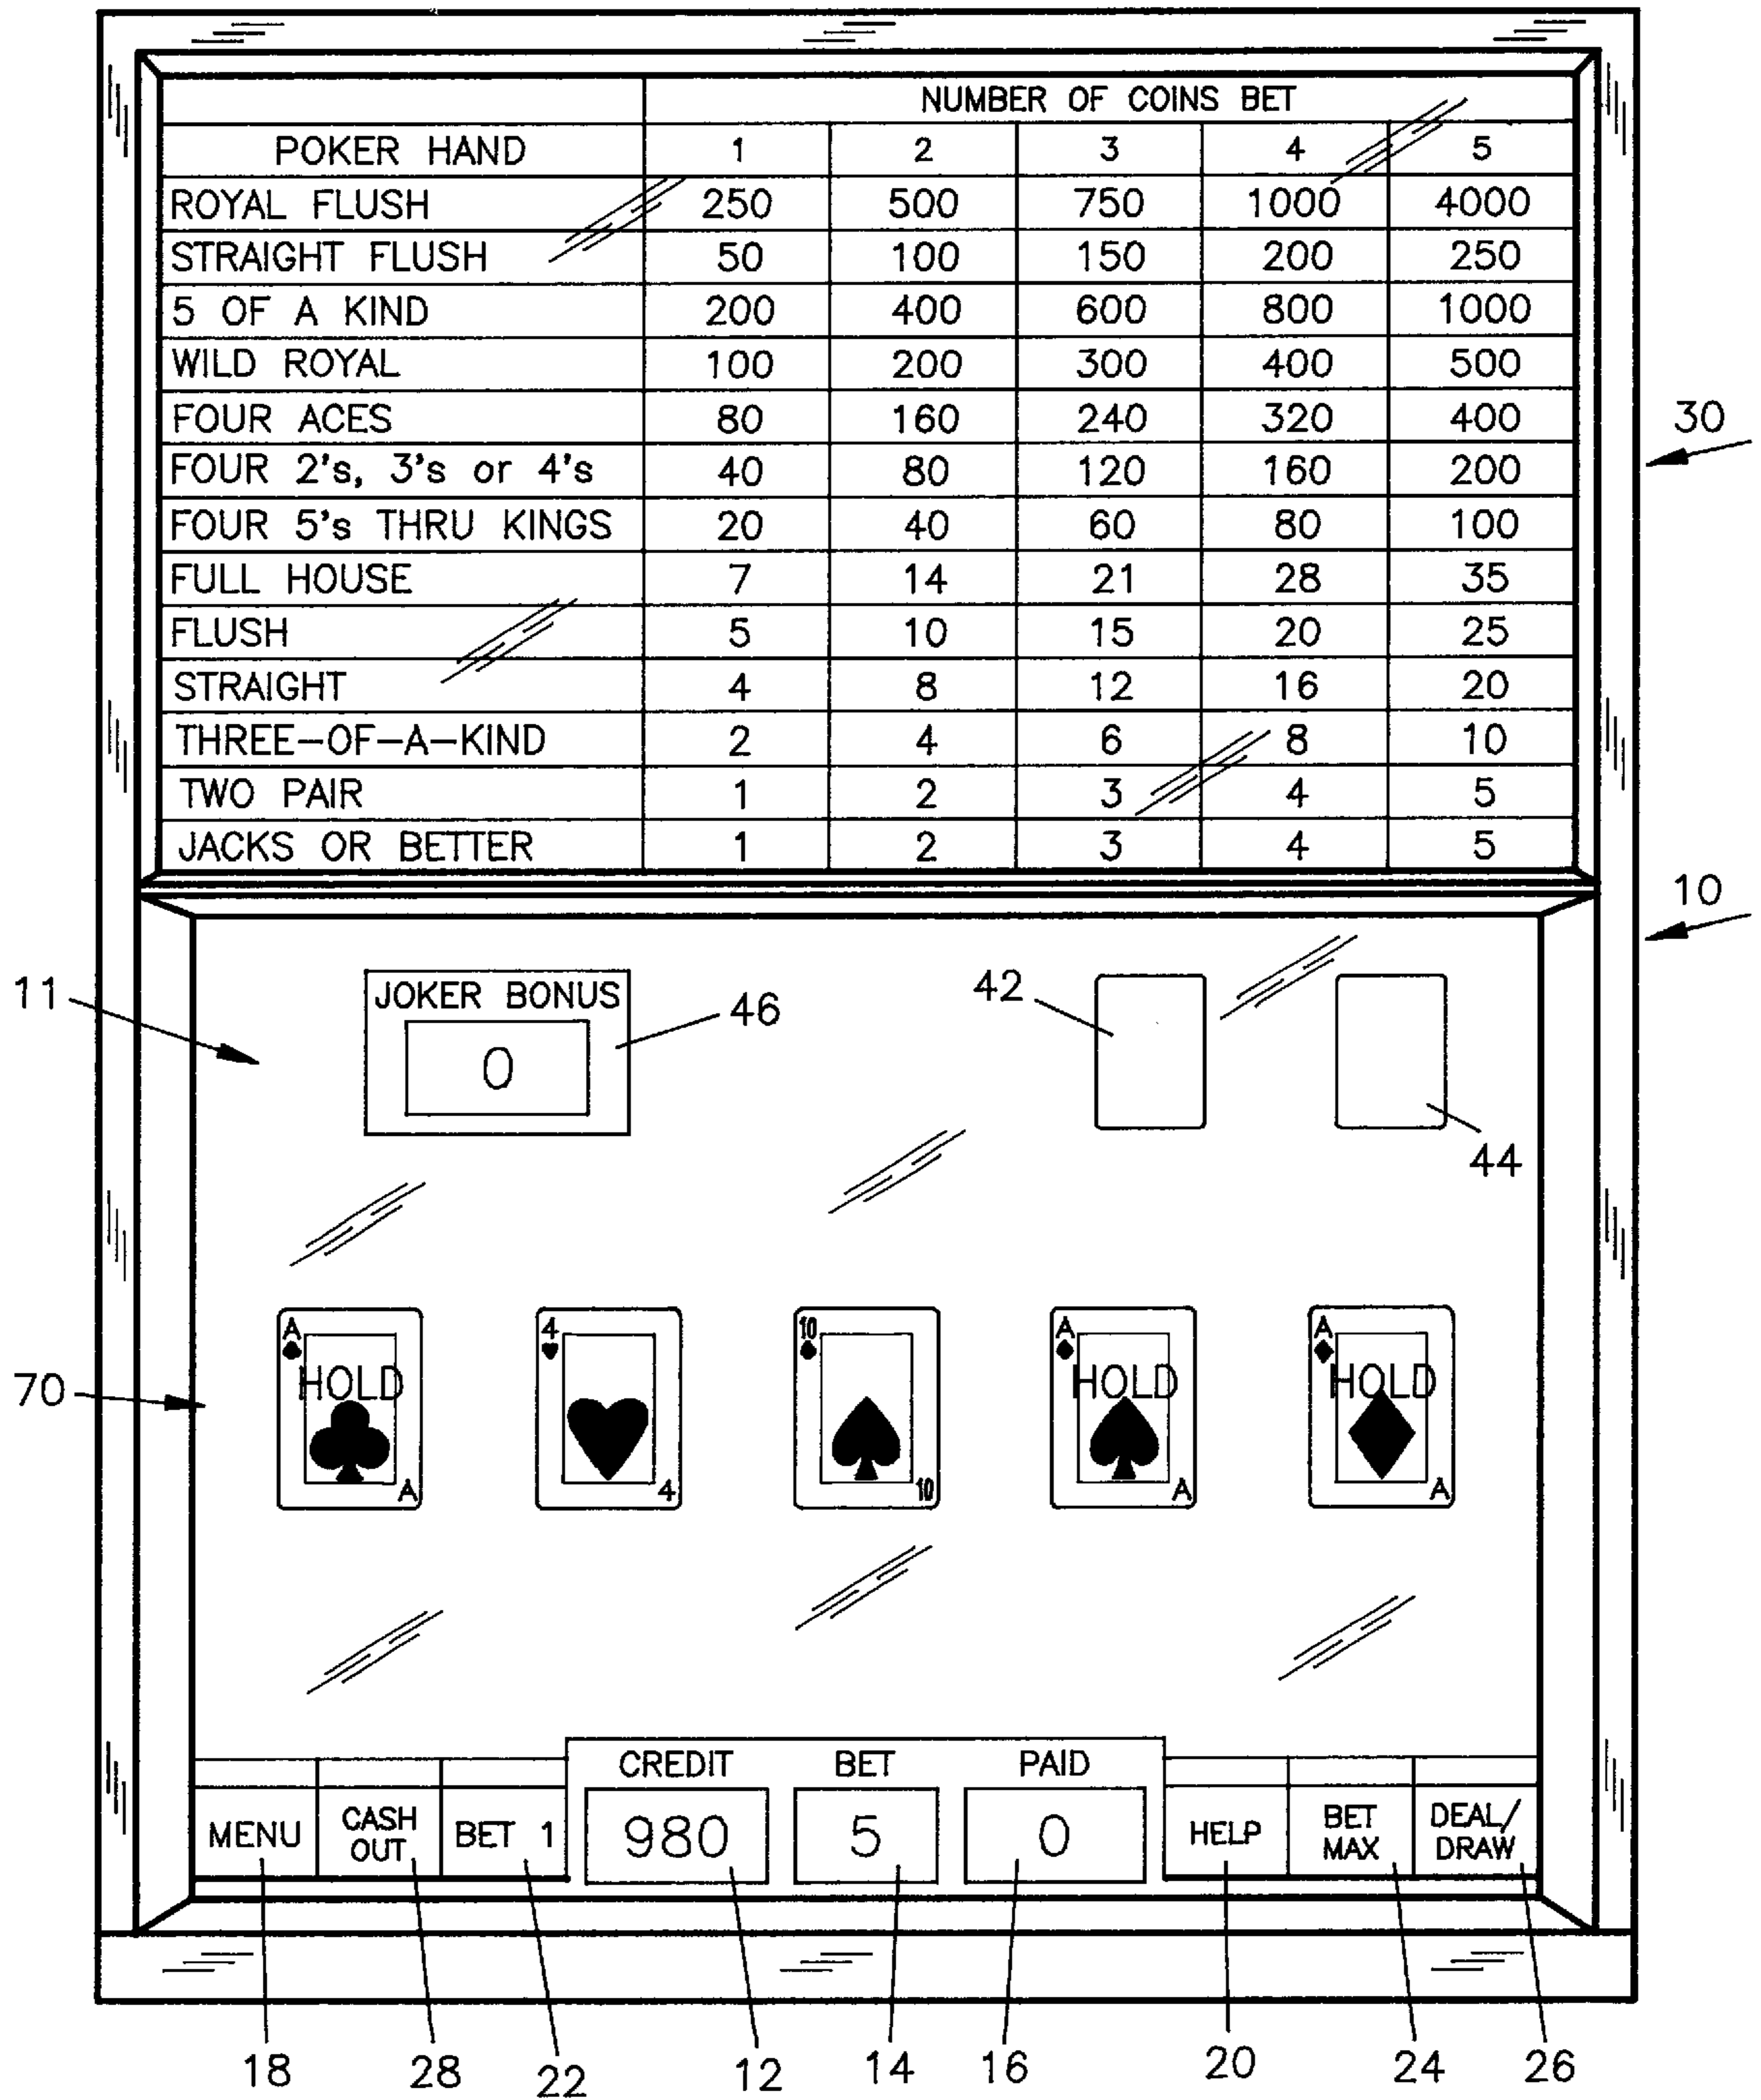 NUMBER OF COINS BET
POKER HAND 1 2 3 4 5
ROYAL FLUSH 250 500 750 1000 4000
STRAIGHT FLUSH 50 100 150 200 250
5 OF A KIND 200 400 600 800 1000
WILD ROYAL 100 200 300 400 500
FOUR ACES 80 160 240 320 400
30
FOUR 2's, 3's or 4's 40 80 120 160 200
FOUR 5's THRU KINGS 20 40 60 80 100
FULL HOUSE 7 14 21 28 35
FLUSH 5 10 15 20 25
STRAIGHT 4 8 12 16 20
THREE-OF-A-KIND 2 4 6 8 10
TWO PAIR 1 2 3 4 5
JACKS OR BETTER 1 2 3 4 5
10
11 JOKER BONUS 46 42
0
44
A 4 10 A A
70 HOLD HOLD HOLD
A 4 10 A A
CREDIT BET PAID
MENU CASH OUT BET 1 980 5 0 HELP BET MAX DEAL/ DRAW
18 28 22 12 14 16 20 24 26